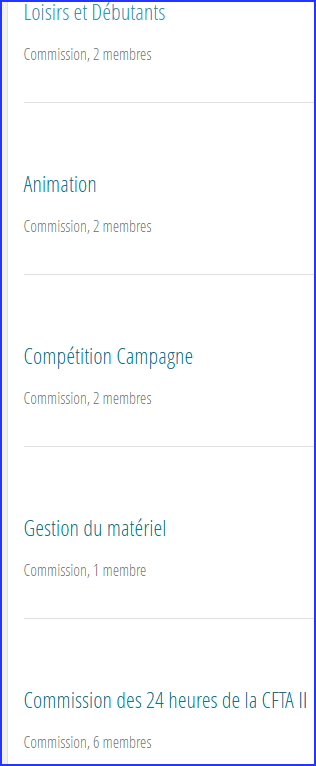 Loisirs et Débutants
Commission, 2 membres
Animation
Commission, 2 membres
Compétition Campagne
Commission, 2 membres
Gestion du matériel
Commission, 1 membre
Commission des 24 heures de la CFTA II
Commission, 6 membres